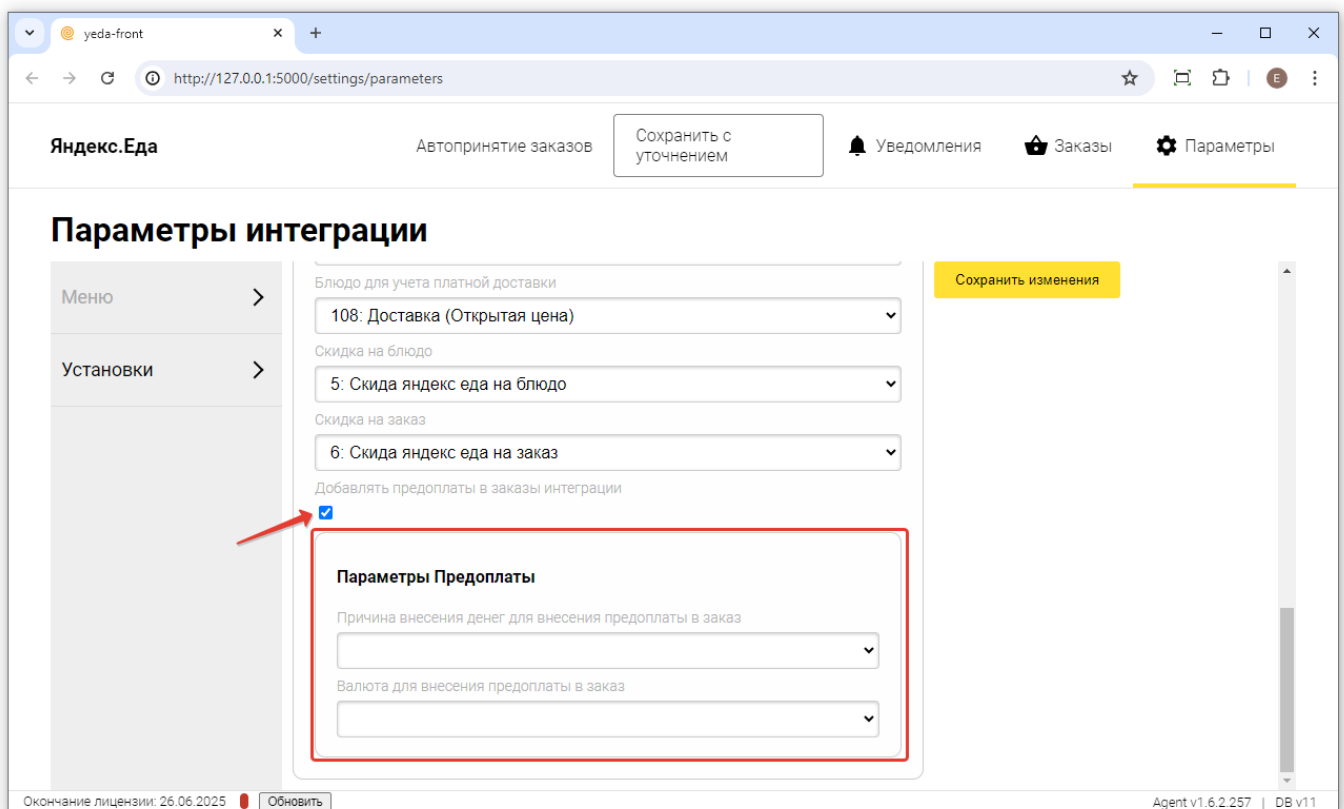 yeda-front
http://127.0.0.1:5000/settings/parameters
E
Яндекс.Еда
Автопринятие заказов
Сохранить с
уточнением
Уведомления
Заказы
Параметры
Параметры интеграции
Меню
Установки
Блюдо для учета платной доставки
108: Доставка (Открытая цена)
Скидка на блюдо
5: Скида яндекс еда на блюдо
Скидка на заказ
6: Скида яндекс еда на заказ
Добавлять предоплаты в заказы интеграции
Параметры Предоплаты
Причина внесения денег для внесения предоплаты в заказ
Валюта для внесения предоплаты в заказ
Сохранить изменения
Окончание лицензии: 26.06.2025
Обновить
Agent v1.6.2.257 | DB v11